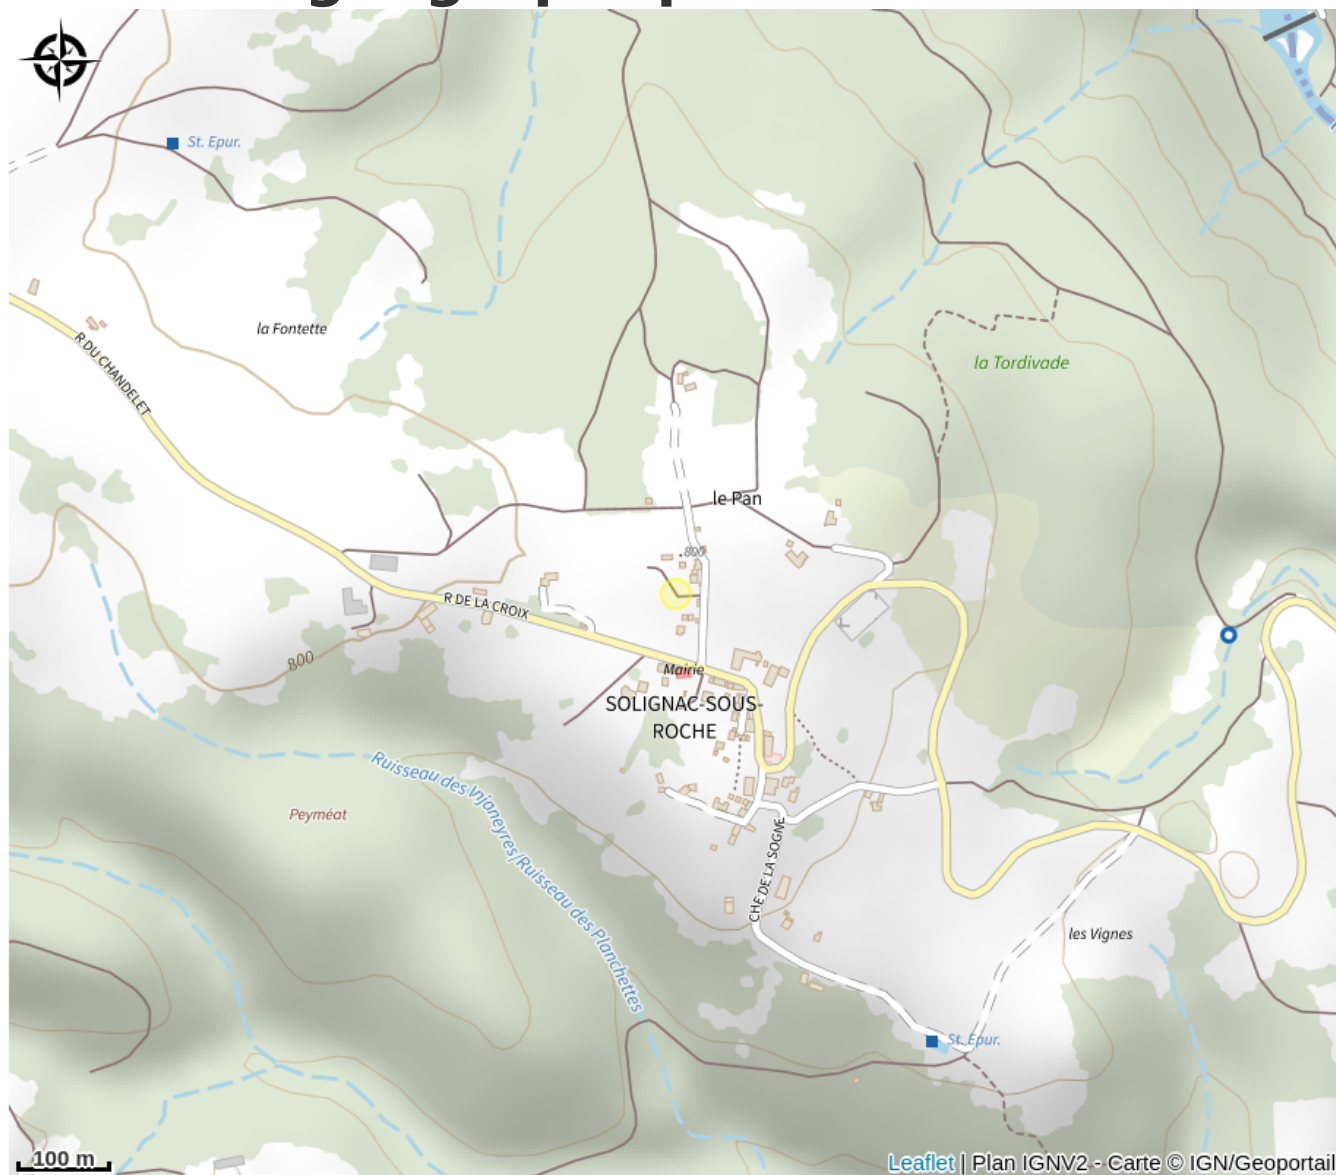 St. Epur.
la Fontette
R DU CHANDELET
la Tordivade
le Pan
.800
R DE LA CROIX
800
Mairie
SOLIGNAC-SOUS-
ROCHE
Ruisseau des Injaneyres/Ruisseau des Planchettes
Peyméat
CHE DE LA SOGNE
les Vignes
St. Epur.
100 m
Leaflet | Plan IGNV2 - Carte © IGN/Geoportail